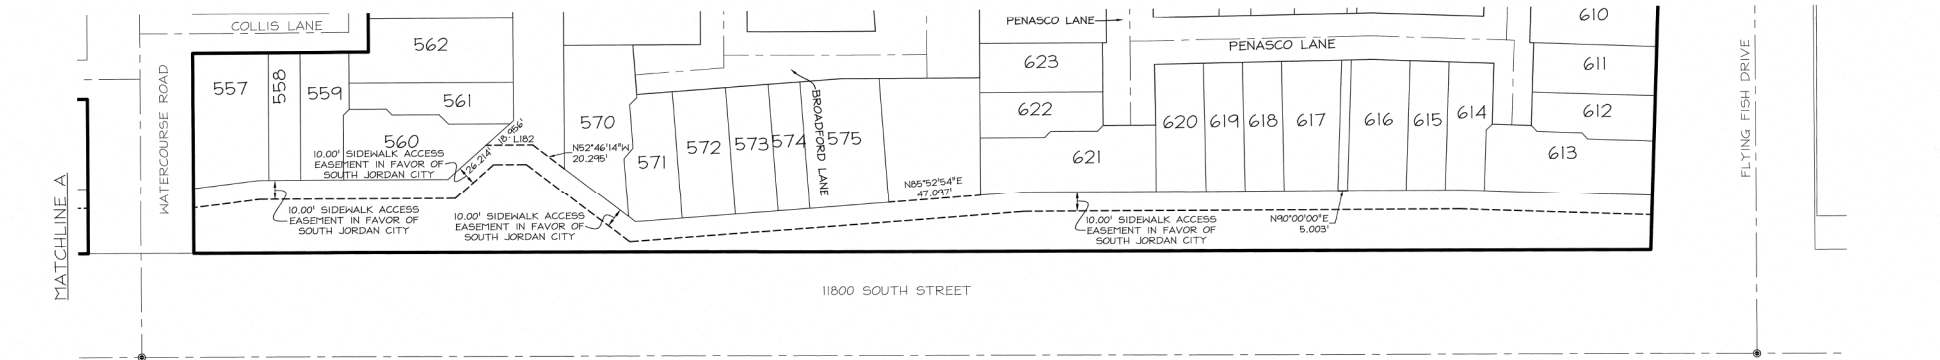 COLLIS LANE
PENASCO LANE
610
562
PENASCO LANE
WATERCOURSE ROAD
FLYING FISH DRIVE
557
558
559
561
623
611
622
612
BROADFORD LANE
18.956'
L182
570
560
620
619
618
617
616
615
614
10.00' SIDEWALK ACCESS
EASEMENT IN FAVOR OF
SOUTH JORDAN CITY
26.214'
N52°46'14"W
20.295'
571
572
573
574
575
621
613
MATCHLINE A
N85°52'54"E
47.097'
10.00' SIDEWALK ACCESS
EASEMENT IN FAVOR OF
SOUTH JORDAN CITY
10.00' SIDEWALK ACCESS
EASEMENT IN FAVOR OF
SOUTH JORDAN CITY
10.00' SIDEWALK ACCESS
EASEMENT IN FAVOR OF
SOUTH JORDAN CITY
N90°00'00"E
5.003'
11800 SOUTH STREET